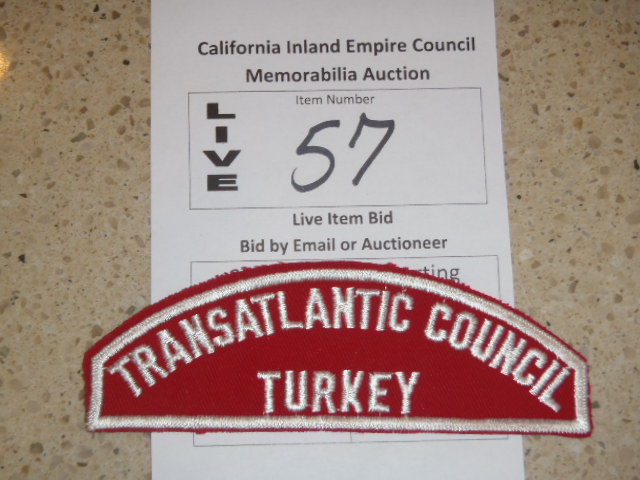 California Inland Empire Council
Memorabilia Auction
Item Number
LIVE
57
Live Item Bid
Bid by Email or Auctioneer
TRANSATLANTIC COUNCIL
TURKEY